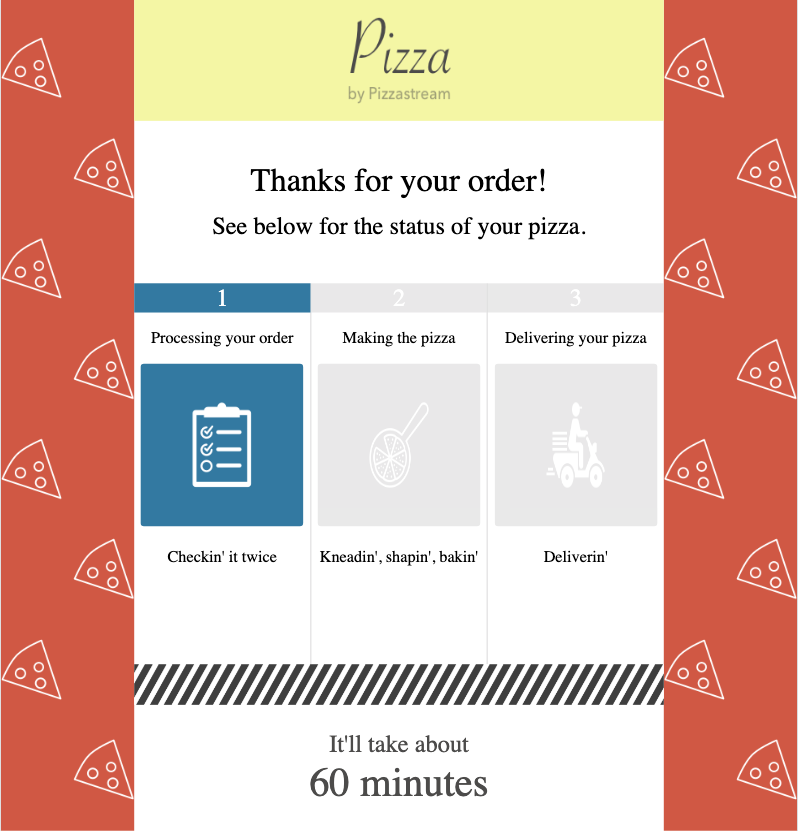 Pizza
by Pizzastream
Thanks for your order!
See below for the status of your pizza.
1
2
3
Processing your order
Making the pizza
Delivering your pizza
Checkin' it twice
Kneadin', shapin', bakin'
Deliverin'
It'll take about
60 minutes